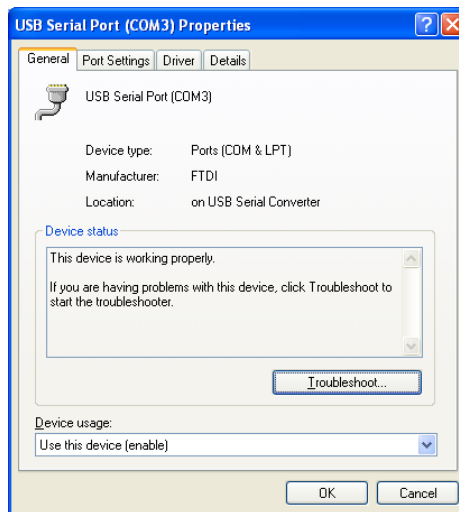 USB Serial Port (COM3) Properties
General Port Settings Driver Details
USB Serial Port (COM3)
Device type: Ports (COM & LPT)
Manufacturer: FTDI
Location: on USB Serial Converter
Device status
This device is working properly.
If you are having problems with this device, click Troubleshoot to
start the troubleshooter.
Troubleshoot...
Device usage:
Use this device (enable)
OK Cancel